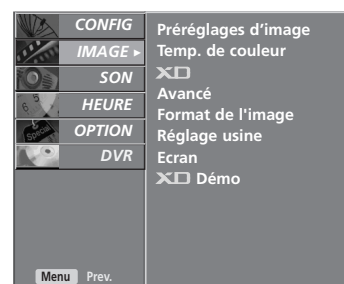 CONFIG
IMAGE ►
SON
HEURE
OPTION
DVR
Préréglages d’image
Temp. de couleur
XD
Avancé
Format de l'image
Réglage usine
Ecran
XD Démo
Menu Prev.